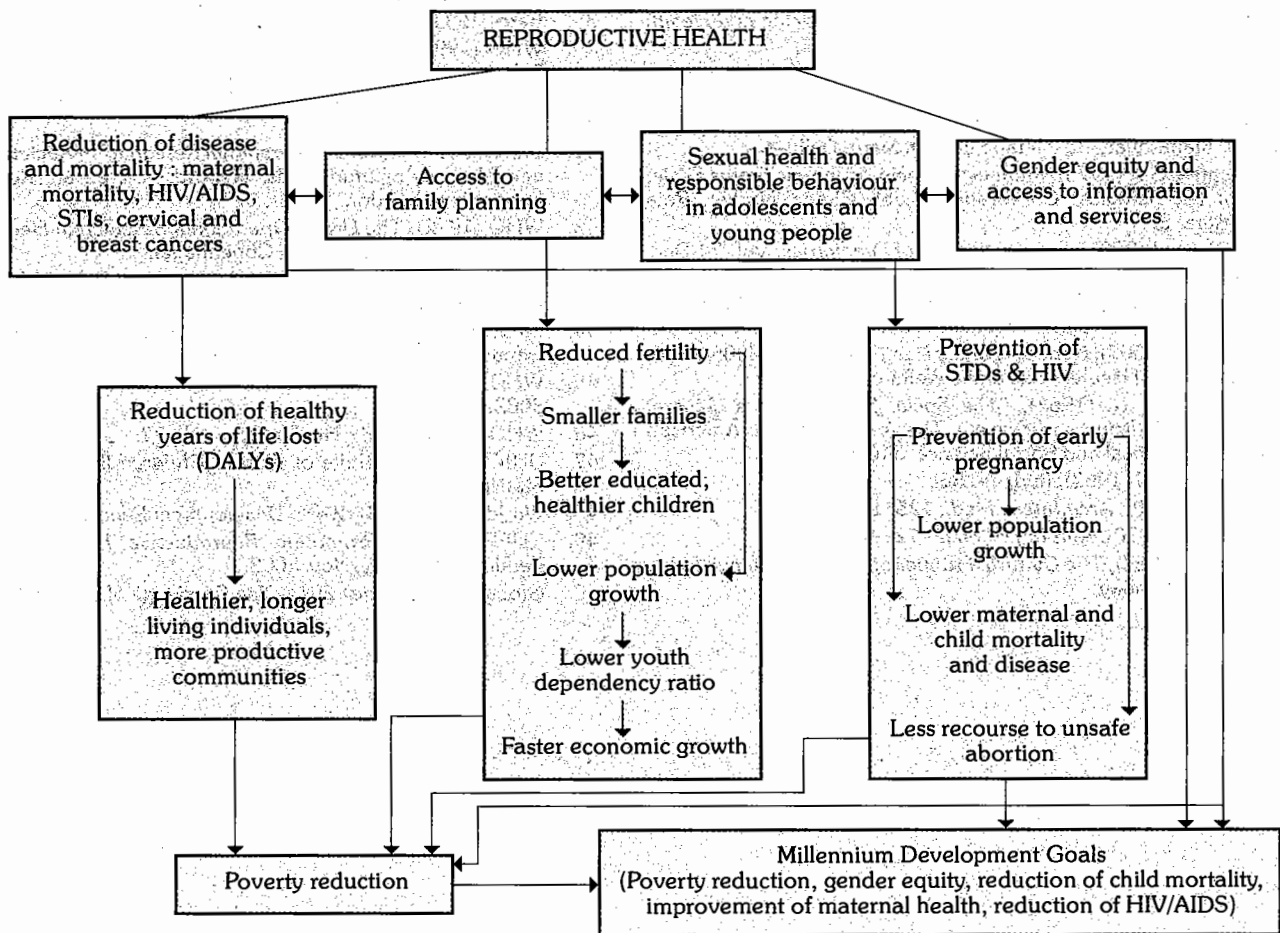 REPRODUCTIVE HEALTH
Reduction of disease
and mortality : maternal
mortality, HIV/AIDS,
STIs, cervical and
breast cancers
Access to
family planning
Sexual health and
responsible behaviour
in adolescents and
young people
Gender equity and
access to information
and services
Reduction of healthy
years of life lost
(DALYs)
Healthier, longer
living individuals,
more productive
communities
Reduced fertility
Smaller families
Better educated,
healthier children
Lower population
growth
Lower youth
dependency ratio
Faster economic growth
Prevention of
STDs & HIV
Prevention of early
pregnancy
Lower population
growth
Lower maternal and
child mortality
and disease
Less recourse to unsafe
abortion
Poverty reduction
Millennium Development Goals
(Poverty reduction, gender equity, reduction of child mortality,
improvement of maternal health, reduction of HIV/AIDS)